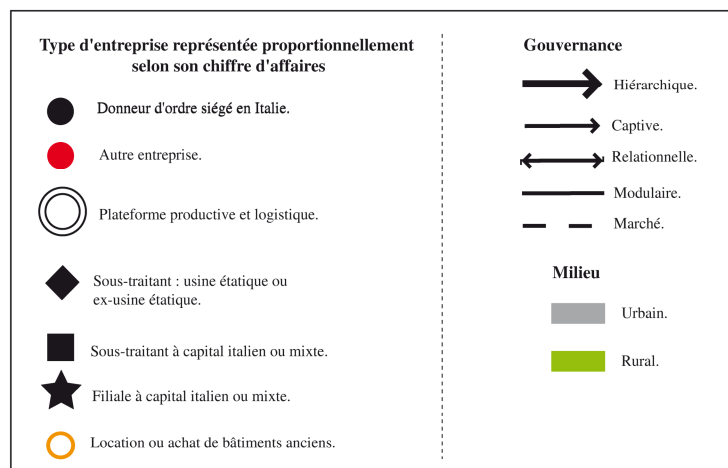 Type d'entreprise représentée proportionnellement
selon son chiffre d'affaires
Donneur d'ordre siégé en Italie.
Autre entreprise.
Plateforme productive et logistique.
Sous-traitant : usine étatique ou
ex-usine étatique.
Sous-traitant à capital italien ou mixte.
Filiale à capital italien ou mixte.
Location ou achat de bâtiments anciens.
Gouvernance
Hiérarchique.
Captive.
Relationnelle.
Modulaire.
Marché.
Milieu
Urbain.
Rural.